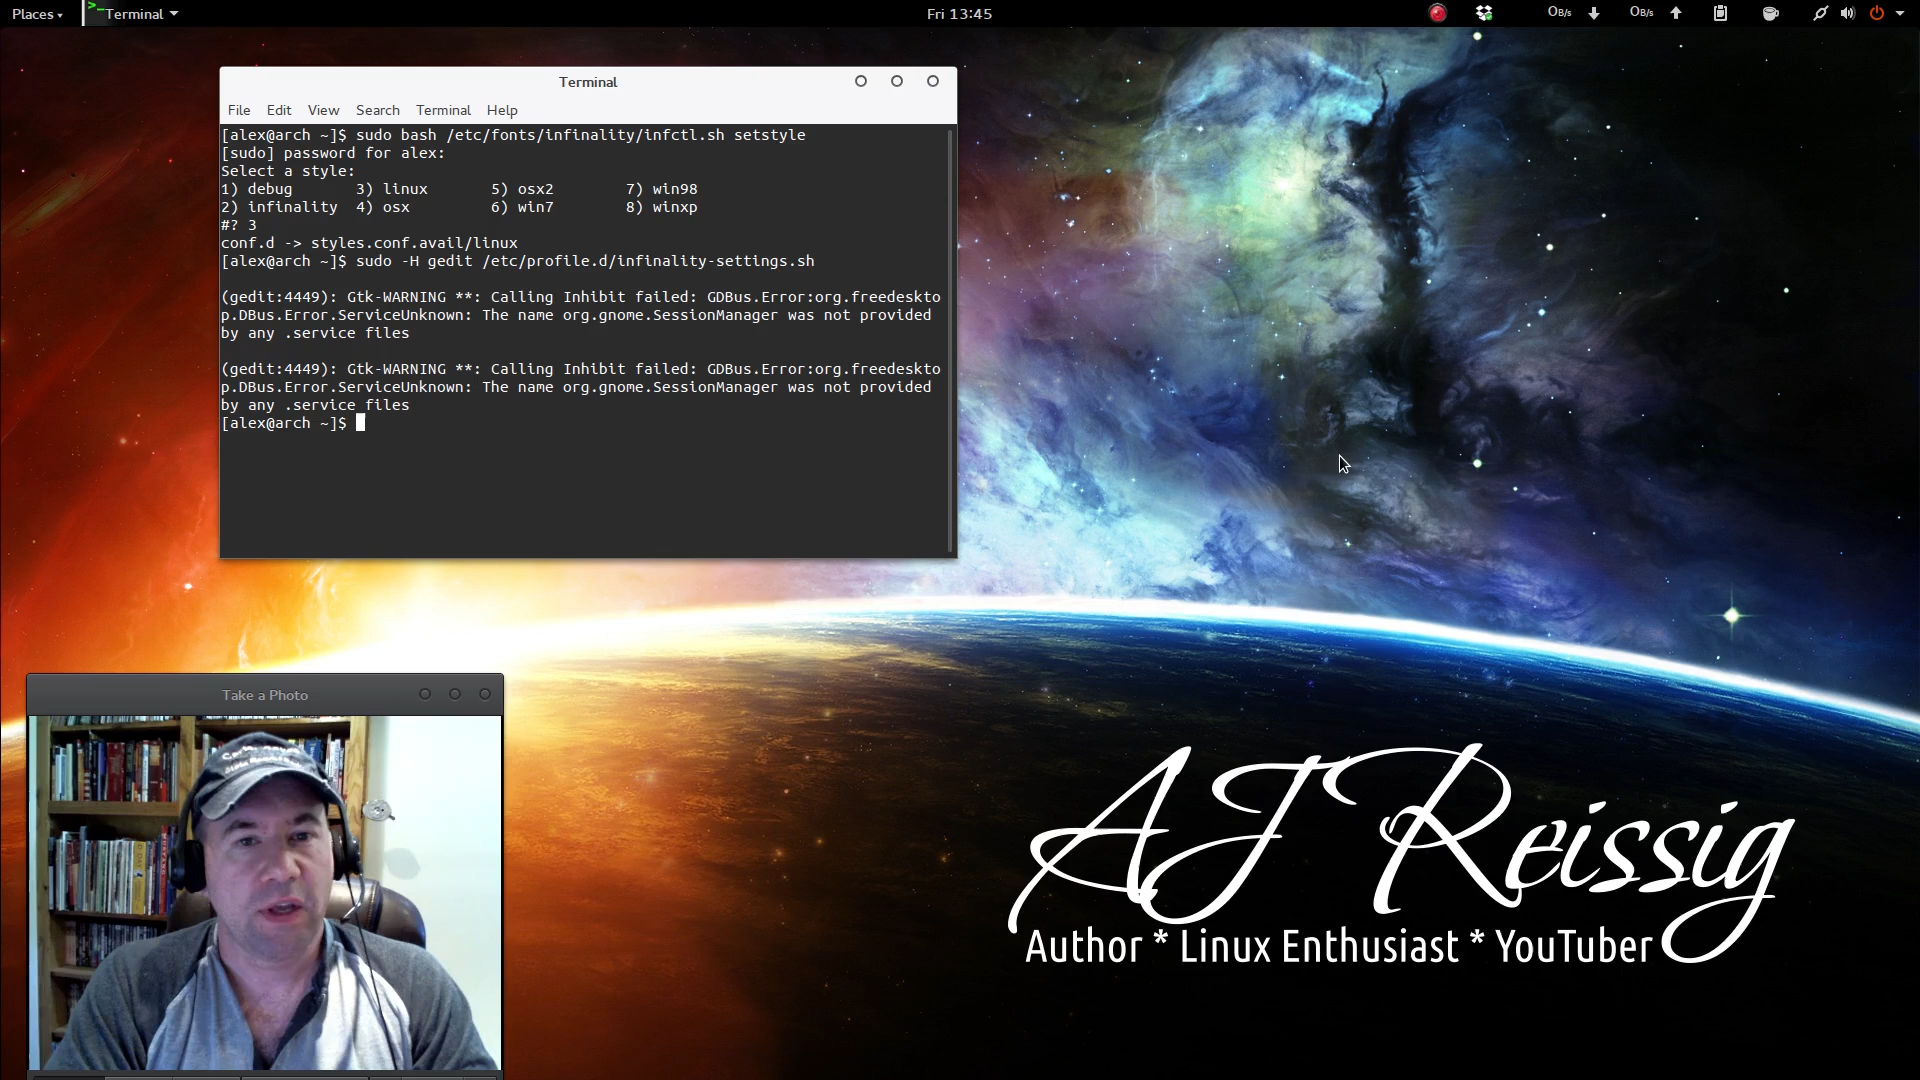 Places
Terminal
Fri 13:45
0B/s
0B/s
Terminal
File Edit View Search Terminal Help
[alex@arch ~]$ sudo bash /etc/fonts/infinality/infctl.sh setstyle
[sudo] password for alex:
Select a style:
1) debug 3) linux 5) osx2 7) win98
2) infinality 4) osx 6) win7 8) winxp
#? 3
conf.d -> styles.conf.avail/linux
[alex@arch ~]$ sudo -H gedit /etc/profile.d/infinality-settings.sh
(gedit:4449): Gtk-WARNING **: Calling Inhibit failed: GDBus.Error:org.freedeskto
p.DBus.Error.ServiceUnknown: The name org.gnome.SessionManager was not provided
by any .service files
(gedit:4449): Gtk-WARNING **: Calling Inhibit failed: GDBus.Error:org.freedeskto
p.DBus.Error.ServiceUnknown: The name org.gnome.SessionManager was not provided
by any .service files
[alex@arch ~]$
Take a Photo
AJ Reissig
Author * Linux Enthusiast * YouTuber